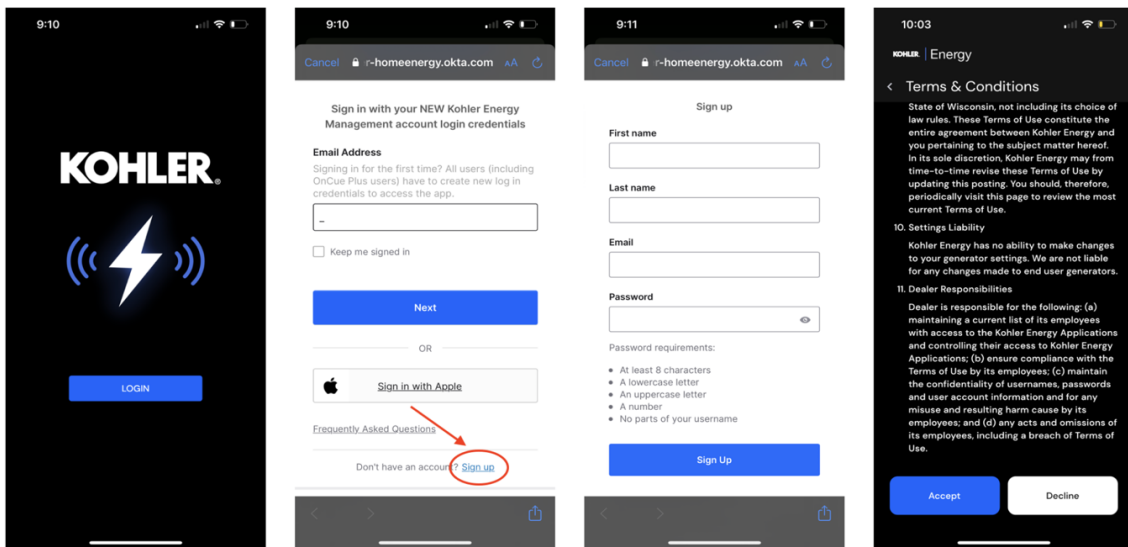 9:10
KOHLER.
LOGIN
9:10
Cancel r-homeenergy.okta.com AA
Sign in with your NEW Kohler Energy
Management account login credentials
Email Address
Signing in for the first time? All users (including
OnCue Plus users) have to create new log in
credentials to access the app.
_
Keep me signed in
Next
OR
Sign in with Apple
Frequently Asked Questions
Don't have an account? Sign up
9:11
Cancel r-homeenergy.okta.com AA
Sign up
First name
Last name
Email
Password
Password requirements:
• At least 8 characters
• A lowercase letter
• An uppercase letter
• A number
• No parts of your username
Sign Up
10:03
KOHLER. | Energy
< Terms & Conditions
State of Wisconsin, not including its choice of
law rules. These Terms of Use constitute the
entire agreement between Kohler Energy and
you pertaining to the subject matter hereof.
In its sole discretion, Kohler Energy may from
time-to-time revise these Terms of Use by
updating this posting. You should, therefore,
periodically visit this page to review the most
current Terms of Use.
10. Settings Liability
Kohler Energy has no ability to make changes
to your generator settings. We are not liable
for any changes made to end user generators.
11. Dealer Responsibilities
Dealer is responsible for the following: (a)
maintaining a current list of its employees
with access to the Kohler Energy Applications
and controlling their access to Kohler Energy
Applications; (b) ensure compliance with the
Terms of Use by its employees; (c) maintain
the confidentiality of usernames, passwords
and user account information and for any
misuse and resulting harm cause by its
employees; and (d) any acts and omissions of
its employees, including a breach of Terms of
Use.
Accept
Decline